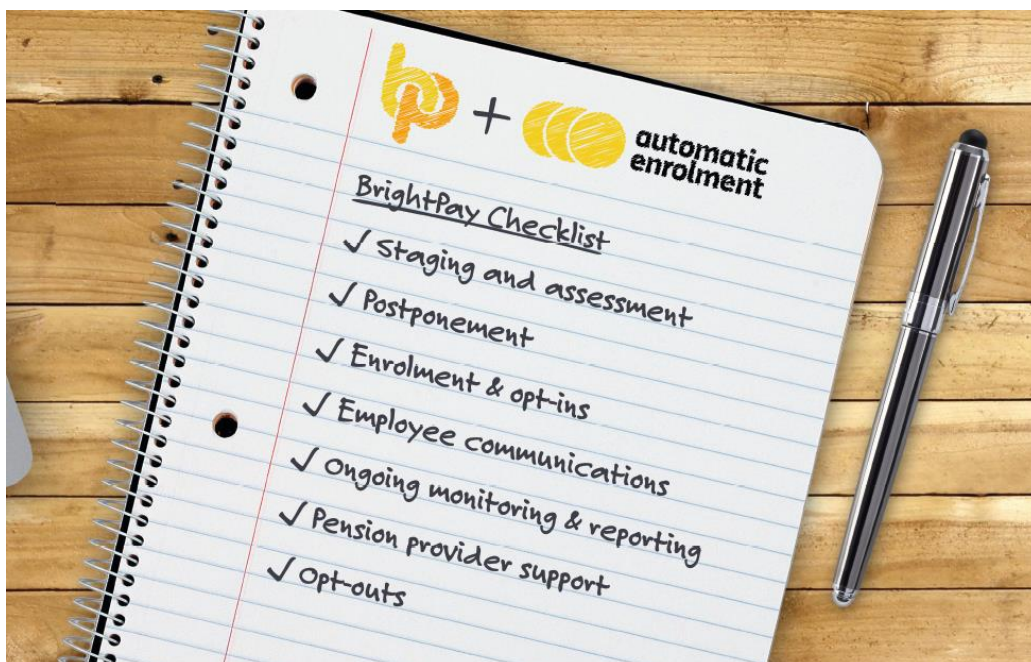 bp + automatic
enrolment
BrightPay Checklist
✓ Staging and assessment
✓ Postponement
✓ Enrolment & opt-ins
✓ Employee communications
✓ Ongoing monitoring & reporting
✓ Pension provider support
✓ Opt-outs